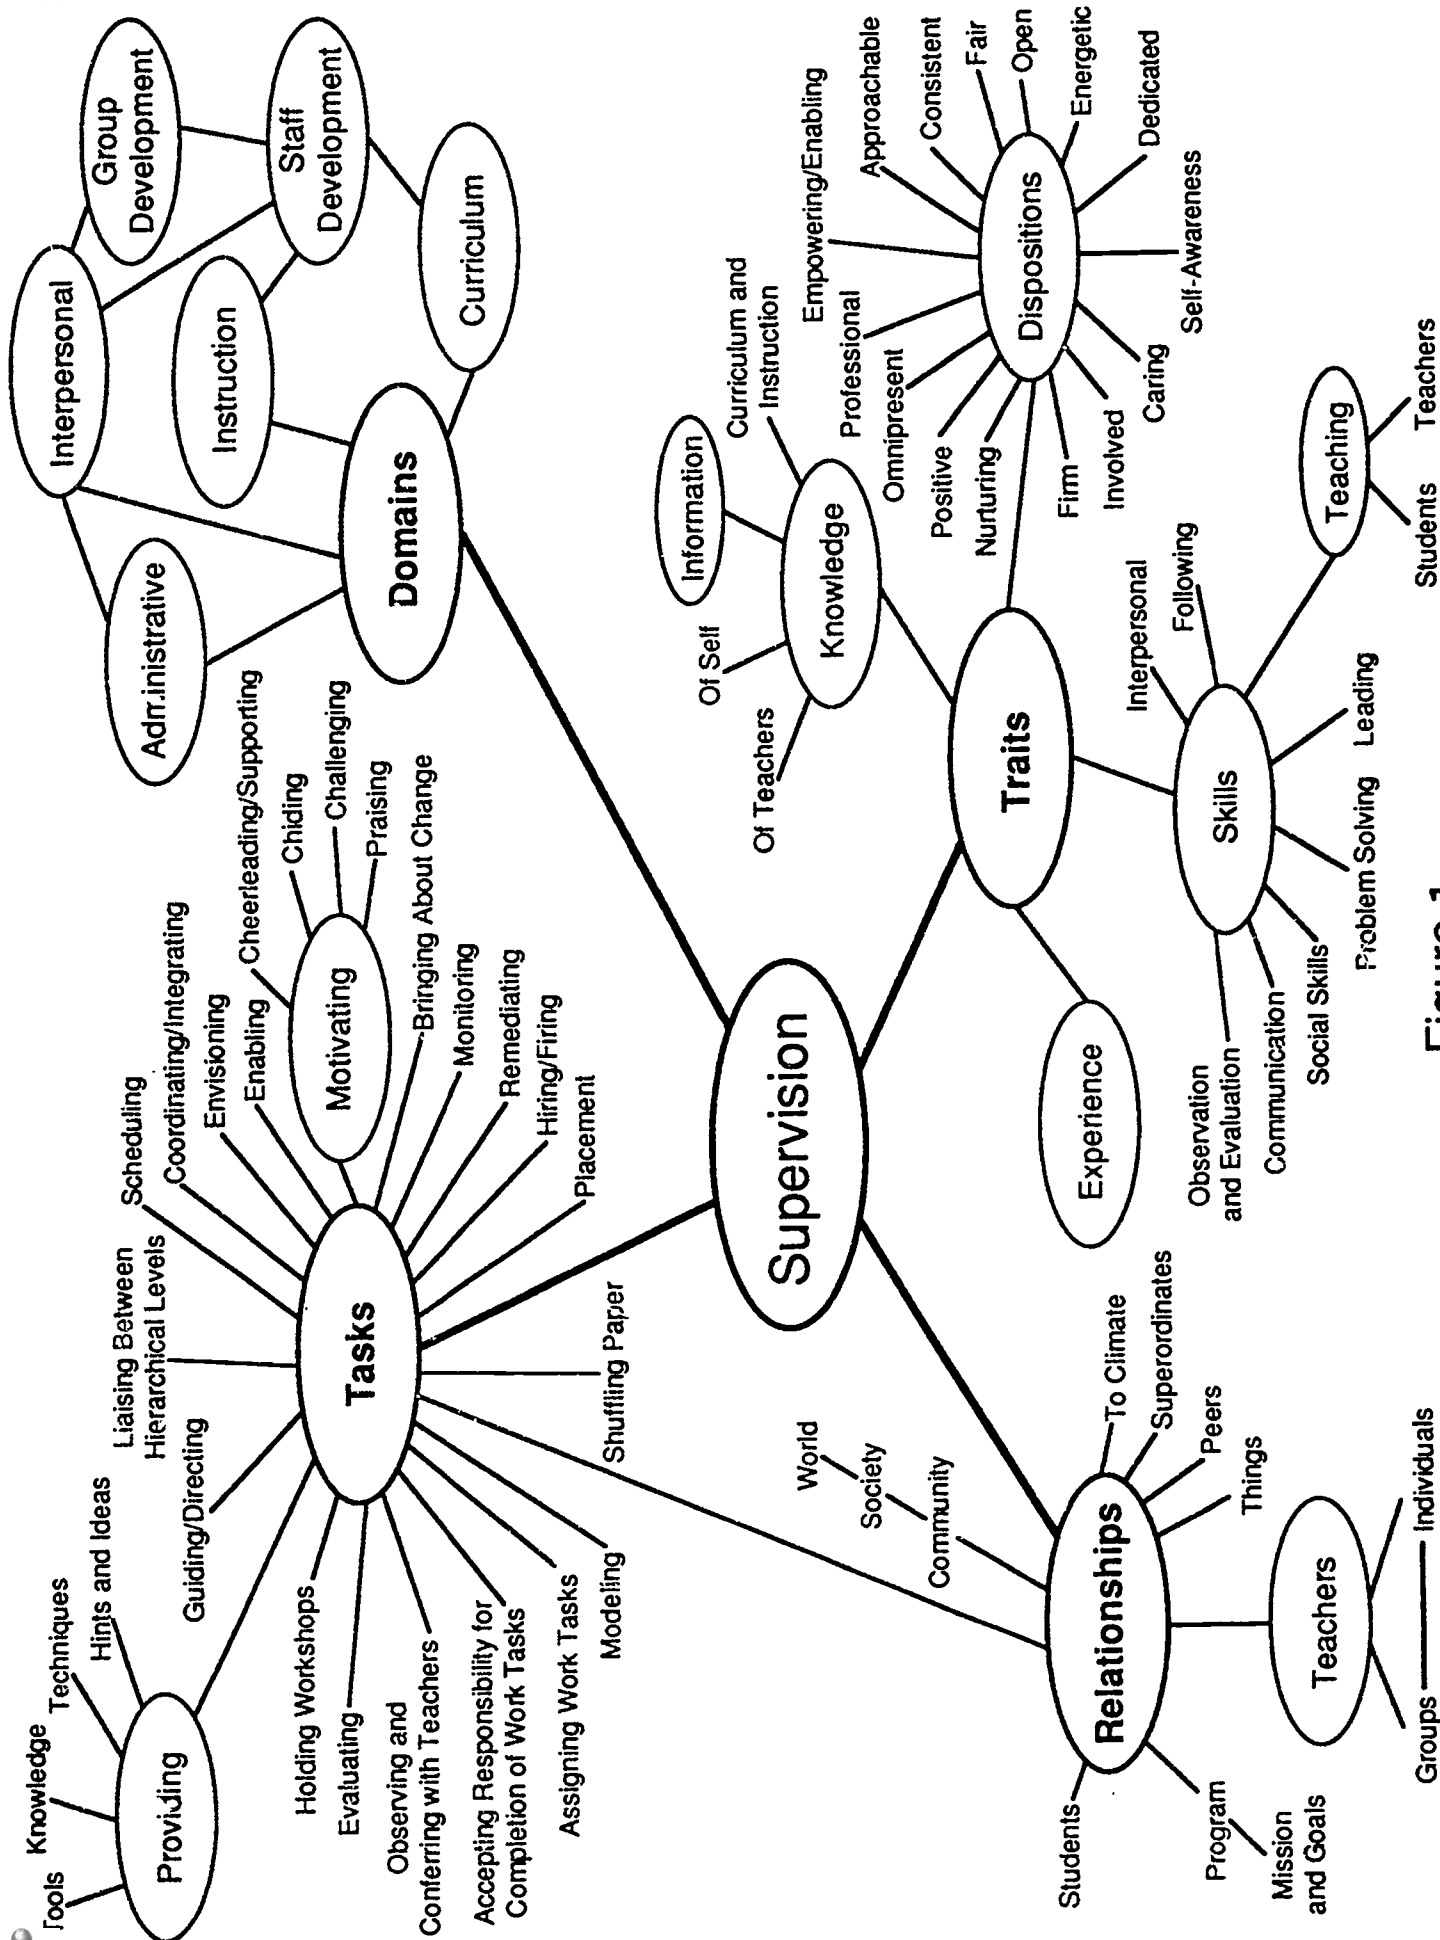 Tools
Knowledge
Techniques
Hints and Ideas
Providing
Guiding/Directing
Liaising Between
Hierarchical Levels
Scheduling
Coordinating/Integrating
Envisioning
Enabling
Cheerleading/Supporting
Chiding
Challenging
Praising
Motivating
Bringing About Change
Monitoring
Remediating
Hiring/Firing
Placement
Tasks
Holding Workshops
Evaluating
Observing and
Conferring with Teachers
Accepting Responsibility for
Completion of Work Tasks
Assigning Work Tasks
Modeling
Shuffling Paper
Administrative
Interpersonal
Group
Development
Instruction
Staff
Development
Curriculum
Domains
Supervision
World
Society
Community
To Climate
Superordinates
Peers
Things
Relationships
Students
Program
Mission
and Goals
Teachers
Groups
Individuals
Traits
Experience
Of Teachers
Of Self
Information
Curriculum and
Instruction
Knowledge
Professional
Empowering/Enabling
Approachable
Consistent
Fair
Open
Energetic
Dedicated
Self-Awareness
Dispositions
Omnipresent
Positive
Nurturing
Firm
Involved
Caring
Interpersonal
Following
Skills
Observation
and Evaluation
Communication
Social Skills
Problem Solving
Leading
Teaching
Students
Teachers
Figure 1